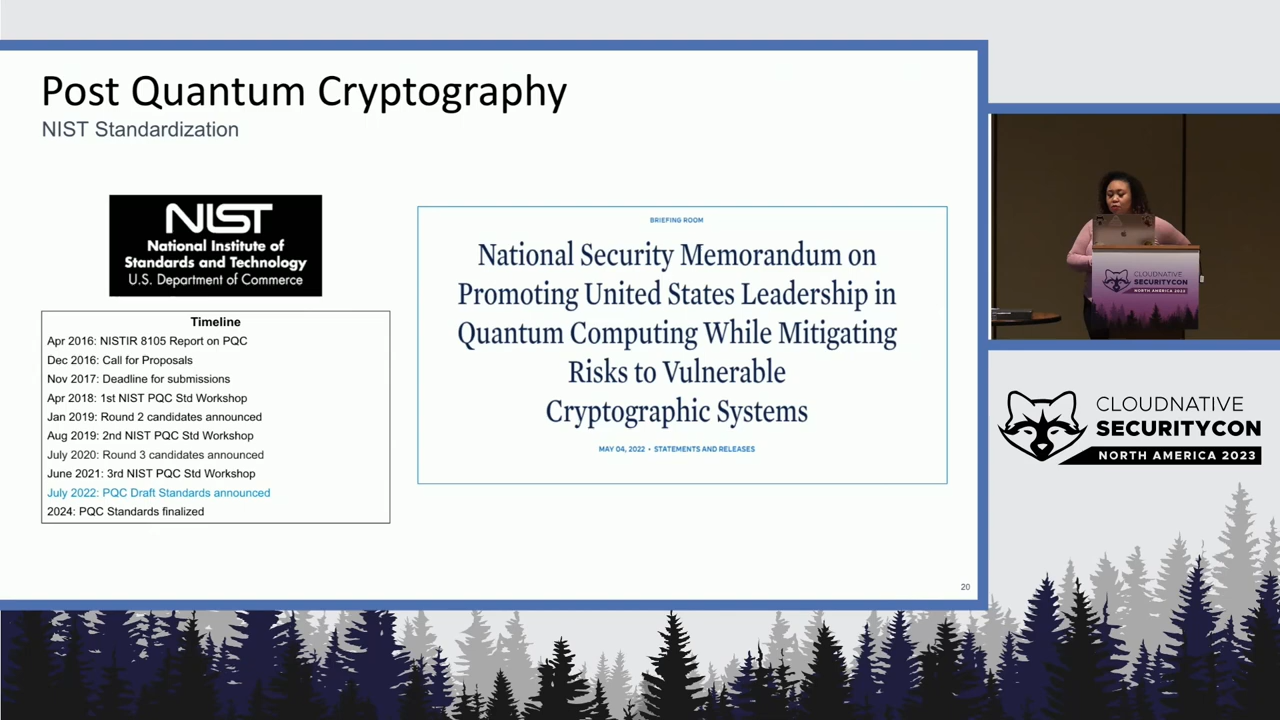 Post Quantum Cryptography
NIST Standardization
NIST
National Institute of
Standards and Technology
U.S. Department of Commerce
Timeline
Apr 2016: NISTIR 8105 Report on PQC
Dec 2016: Call for Proposals
Nov 2017: Deadline for submissions
Apr 2018: 1st NIST PQC Std Workshop
Jan 2019: Round 2 candidates announced
Aug 2019: 2nd NIST PQC Std Workshop
July 2020: Round 3 candidates announced
June 2021: 3rd NIST PQC Std Workshop
July 2022: PQC Draft Standards announced
2024: PQC Standards finalized
BRIEFING ROOM
National Security Memorandum on
Promoting United States Leadership in
Quantum Computing While Mitigating
Risks to Vulnerable
Cryptographic Systems
MAY 04, 2022 • STATEMENTS AND RELEASES
20
CLOUDNATIVE
SECURITYCON
NORTH AMERICA 2023
CLOUDNATIVE
SECURITYCON
NORTH AMERICA 2023